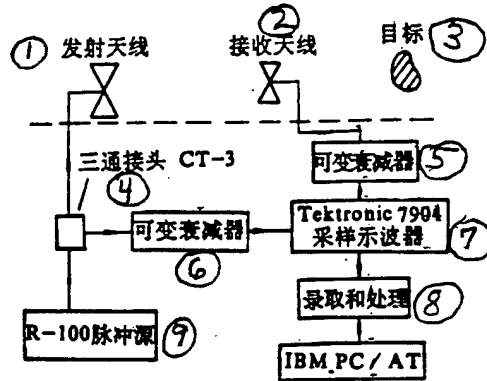 ① 发射天线
② 接收天线
目标 ③
三通接头 CT-3
④
可变衰减器 ⑤
可变衰减器
⑥
Tektronic 7904
采样示波器 ⑦
录取和处理 ⑧
R-100脉冲源 ⑨
IBM PC / AT